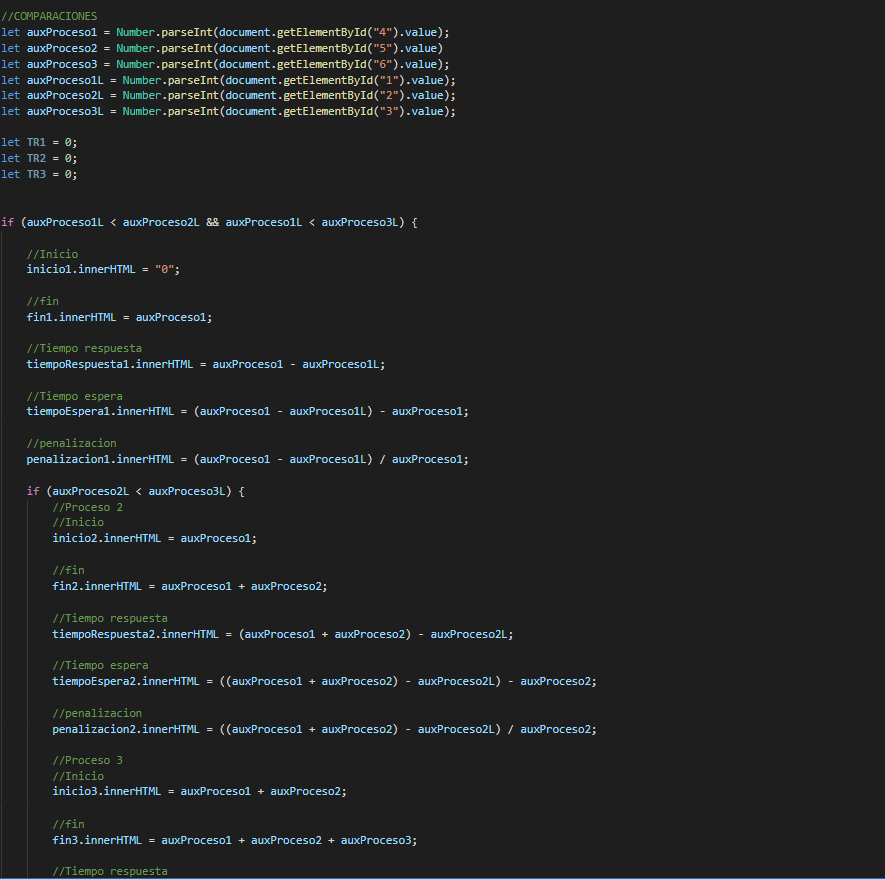 //COMPARACIONES
let auxProceso1 = Number.parseInt(document.getElementById("4").value);
let auxProceso2 = Number.parseInt(document.getElementById("5").value)
let auxProceso3 = Number.parseInt(document.getElementById("6").value);
let auxProceso1L = Number.parseInt(document.getElementById("1").value);
let auxProceso2L = Number.parseInt(document.getElementById("2").value);
let auxProceso3L = Number.parseInt(document.getElementById("3").value);
let TR1 = 0;
let TR2 = 0;
let TR3 = 0;
if (auxProceso1L < auxProceso2L && auxProceso1L < auxProceso3L) {
//Inicio
inicio1.innerHTML = "0";
//fin
fin1.innerHTML = auxProceso1;
//Tiempo respuesta
tiempoRespuesta1.innerHTML = auxProceso1 - auxProceso1L;
//Tiempo espera
tiempoEspera1.innerHTML = (auxProceso1 - auxProceso1L) - auxProceso1;
//penalizacion
penalizacion1.innerHTML = (auxProceso1 - auxProceso1L) / auxProceso1;
if (auxProceso2L < auxProceso3L) {
//Proceso 2
//Inicio
inicio2.innerHTML = auxProceso1;
//fin
fin2.innerHTML = auxProceso1 + auxProceso2;
//Tiempo respuesta
tiempoRespuesta2.innerHTML = (auxProceso1 + auxProceso2) - auxProceso2L;
//Tiempo espera
tiempoEspera2.innerHTML = ((auxProceso1 + auxProceso2) - auxProceso2L) - auxProceso2;
//penalizacion
penalizacion2.innerHTML = ((auxProceso1 + auxProceso2) - auxProceso2L) / auxProceso2;
//Proceso 3
//Inicio
inicio3.innerHTML = auxProceso1 + auxProceso2;
//fin
fin3.innerHTML = auxProceso1 + auxProceso2 + auxProceso3;
//Tiempo respuesta